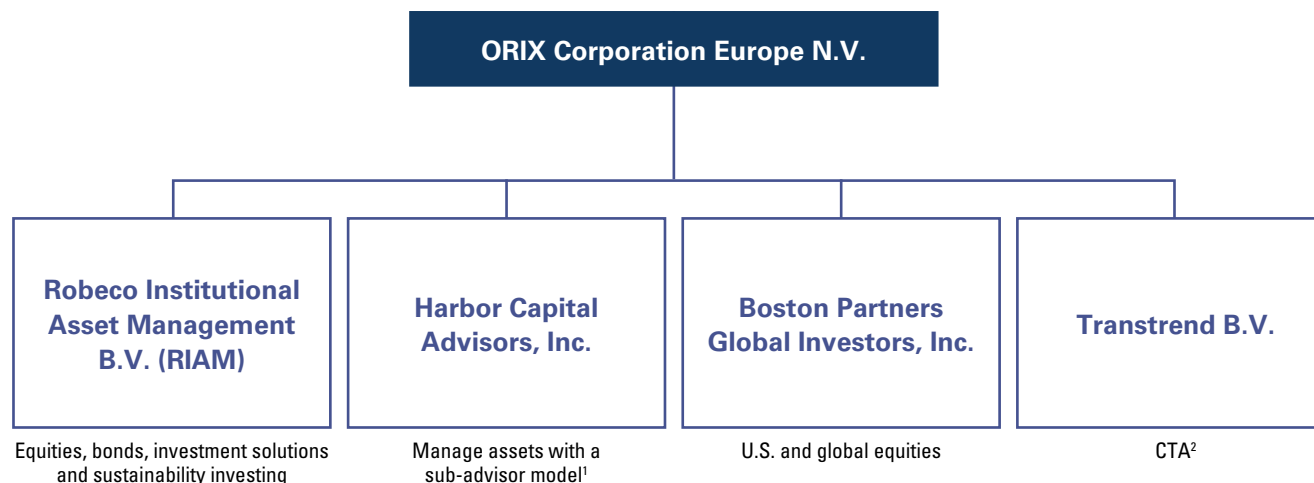 ORIX Corporation Europe N.V.
Robeco Institutional
Asset Management
B.V. (RIAM)
Harbor Capital
Advisors, Inc.
Boston Partners
Global Investors, Inc.
Transtrend B.V.
Equities, bonds, investment solutions
and sustainability investing
Manage assets with a
sub-advisor model¹
U.S. and global equities
CTA²